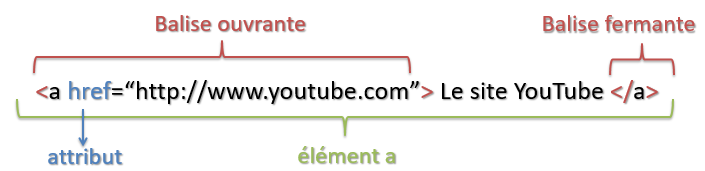 Balise ouvrante
Balise fermante
<a href=“http://www.youtube.com”> Le site YouTube </a>
attribut
élément a